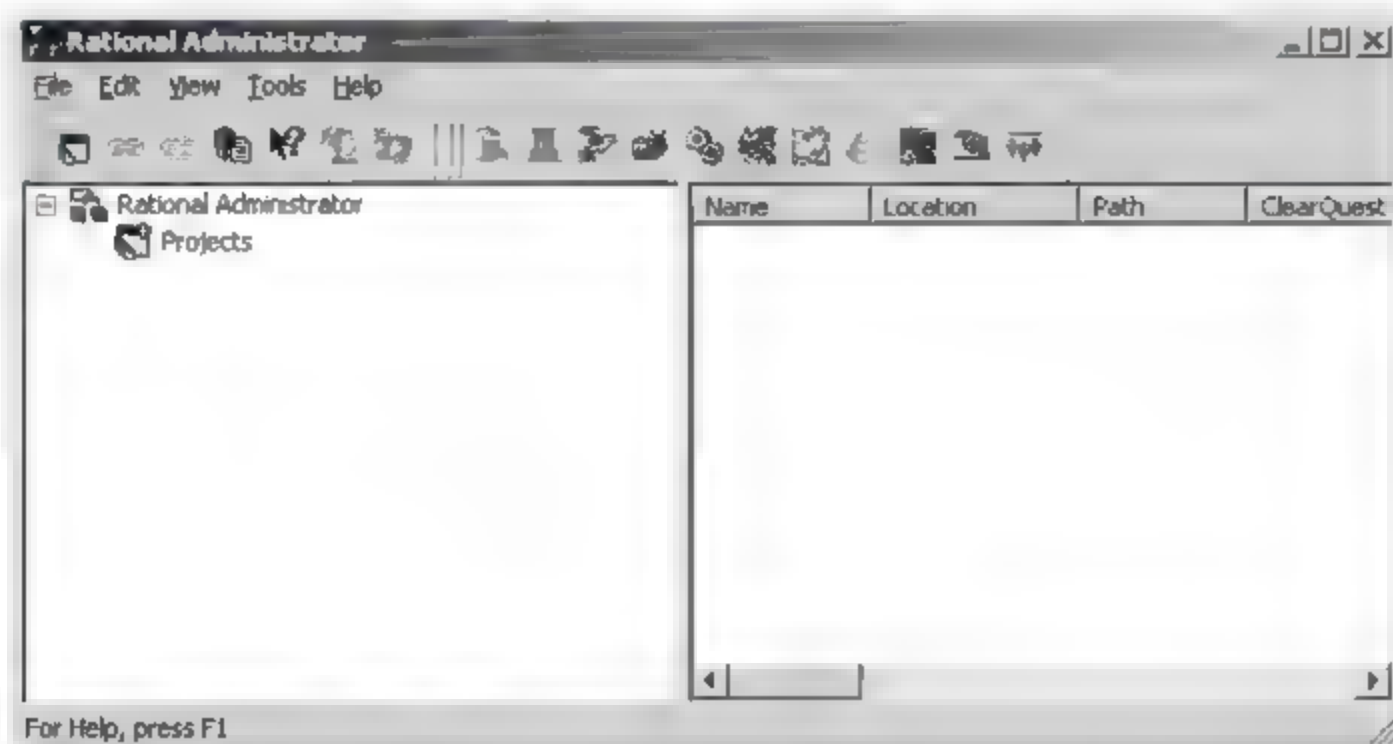 Rational Administrator
File Edit View Tools Help
Rational Administrator
Projects
Name Location Path ClearQuest
For Help, press F1